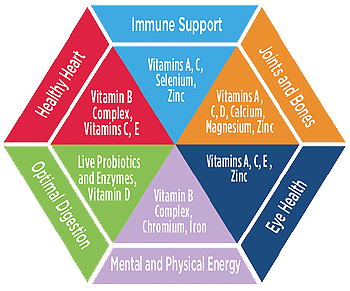 Immune Support
Vitamins A, C,
Selenium,
Zinc
Healthy Heart
Vitamin B
Complex,
Vitamins C, E
Joints and Bones
Vitamins A,
C, D, Calcium,
Magnesium, Zinc
Optimal Digestion
Live Probiotics
and Enzymes,
Vitamin D
Mental and Physical Energy
Vitamin B
Complex,
Chromium, Iron
Eye Health
Vitamins A, C, E ,
Zinc